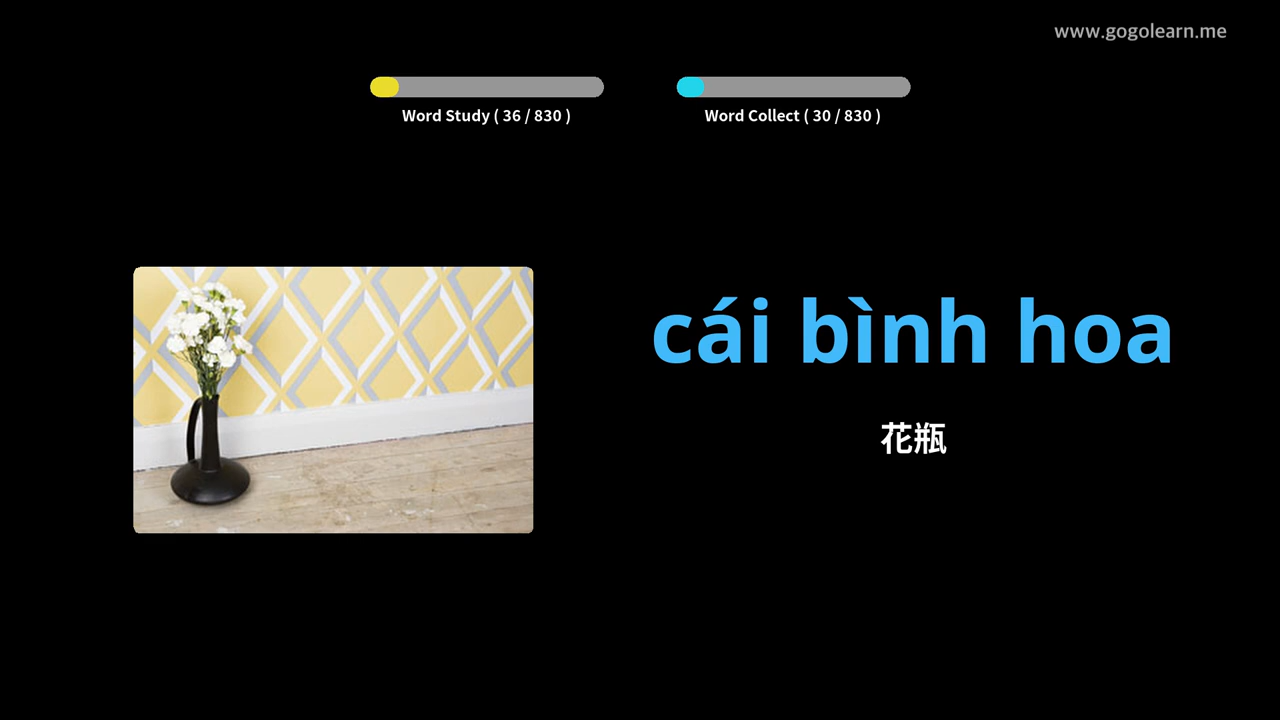 www.gogolearn.me
Word Study ( 36 / 830 )
Word Collect ( 30 / 830 )
cái bình hoa
花瓶